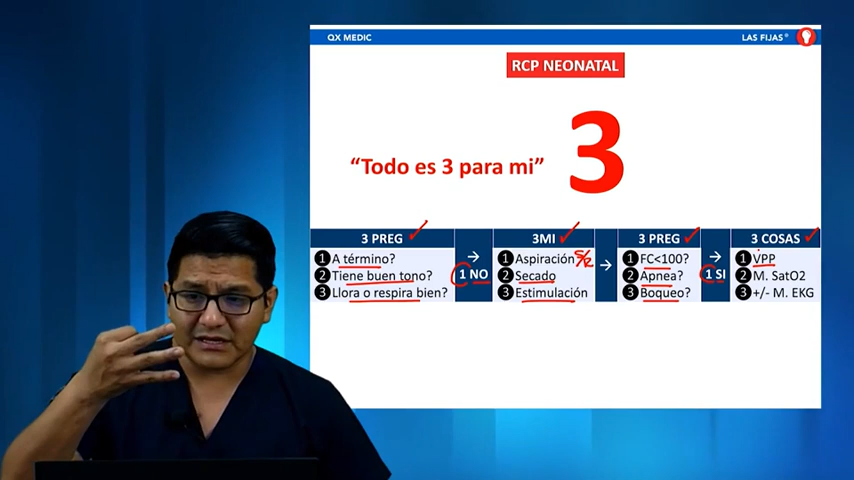 QX MEDIC
LAS FIJAS®
RCP NEONATAL
"Todo es 3 para mi"
3
3 PREG
1 A término?
2 Tiene buen tono?
3 Llora o respira bien?
→
1 NO
3MI
1 Aspiración S/2
2 Secado
3 Estimulación
→
3 PREG
1 FC<100?
2 Apnea?
3 Boqueo?
→
1 SI
3 COSAS
1 VPP
2 M. SatO2
3 +/- M. EKG